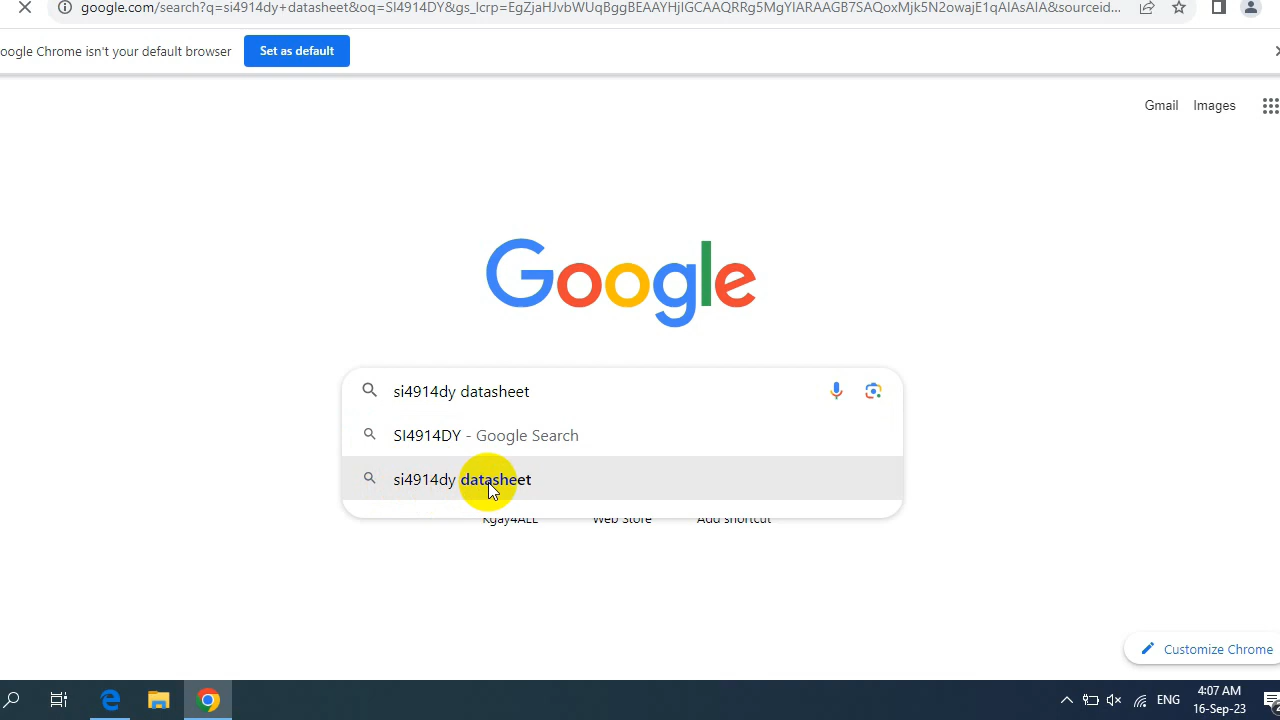 google.com/search?q=si4914dy+datasheet&oq=SI4914DY&gs_lcrp=EgZjaHJvbWUqBggBEAAYHjIGCAAQRRg5MgYIARAAGB7SAQoxMjk5N2owajE1qAIAsAIA&sourceid...
oogle Chrome isn't your default browser
Set as default
Gmail
Images
Google
si4914dy datasheet
SI4914DY - Google Search
si4914dy datasheet
Kgay4ALL
Web Store
Add shortcut
Customize Chrome
ENG
4:07 AM
16-Sep-23